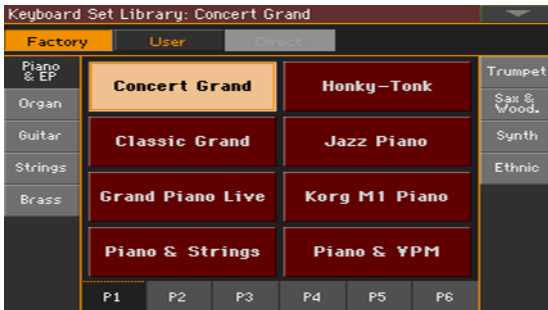 Keyboard Set Library: Concert Grand
Factory User Direct
Piano
& EP
Organ
Guitar
Strings
Brass
Concert Grand Honky-Tonk
Classic Grand Jazz Piano
Grand Piano Live Korg M1 Piano
Piano & Strings Piano & VPM
Trumpet
Sax &
Wood.
Synth
Ethnic
P1 P2 P3 P4 P5 P6